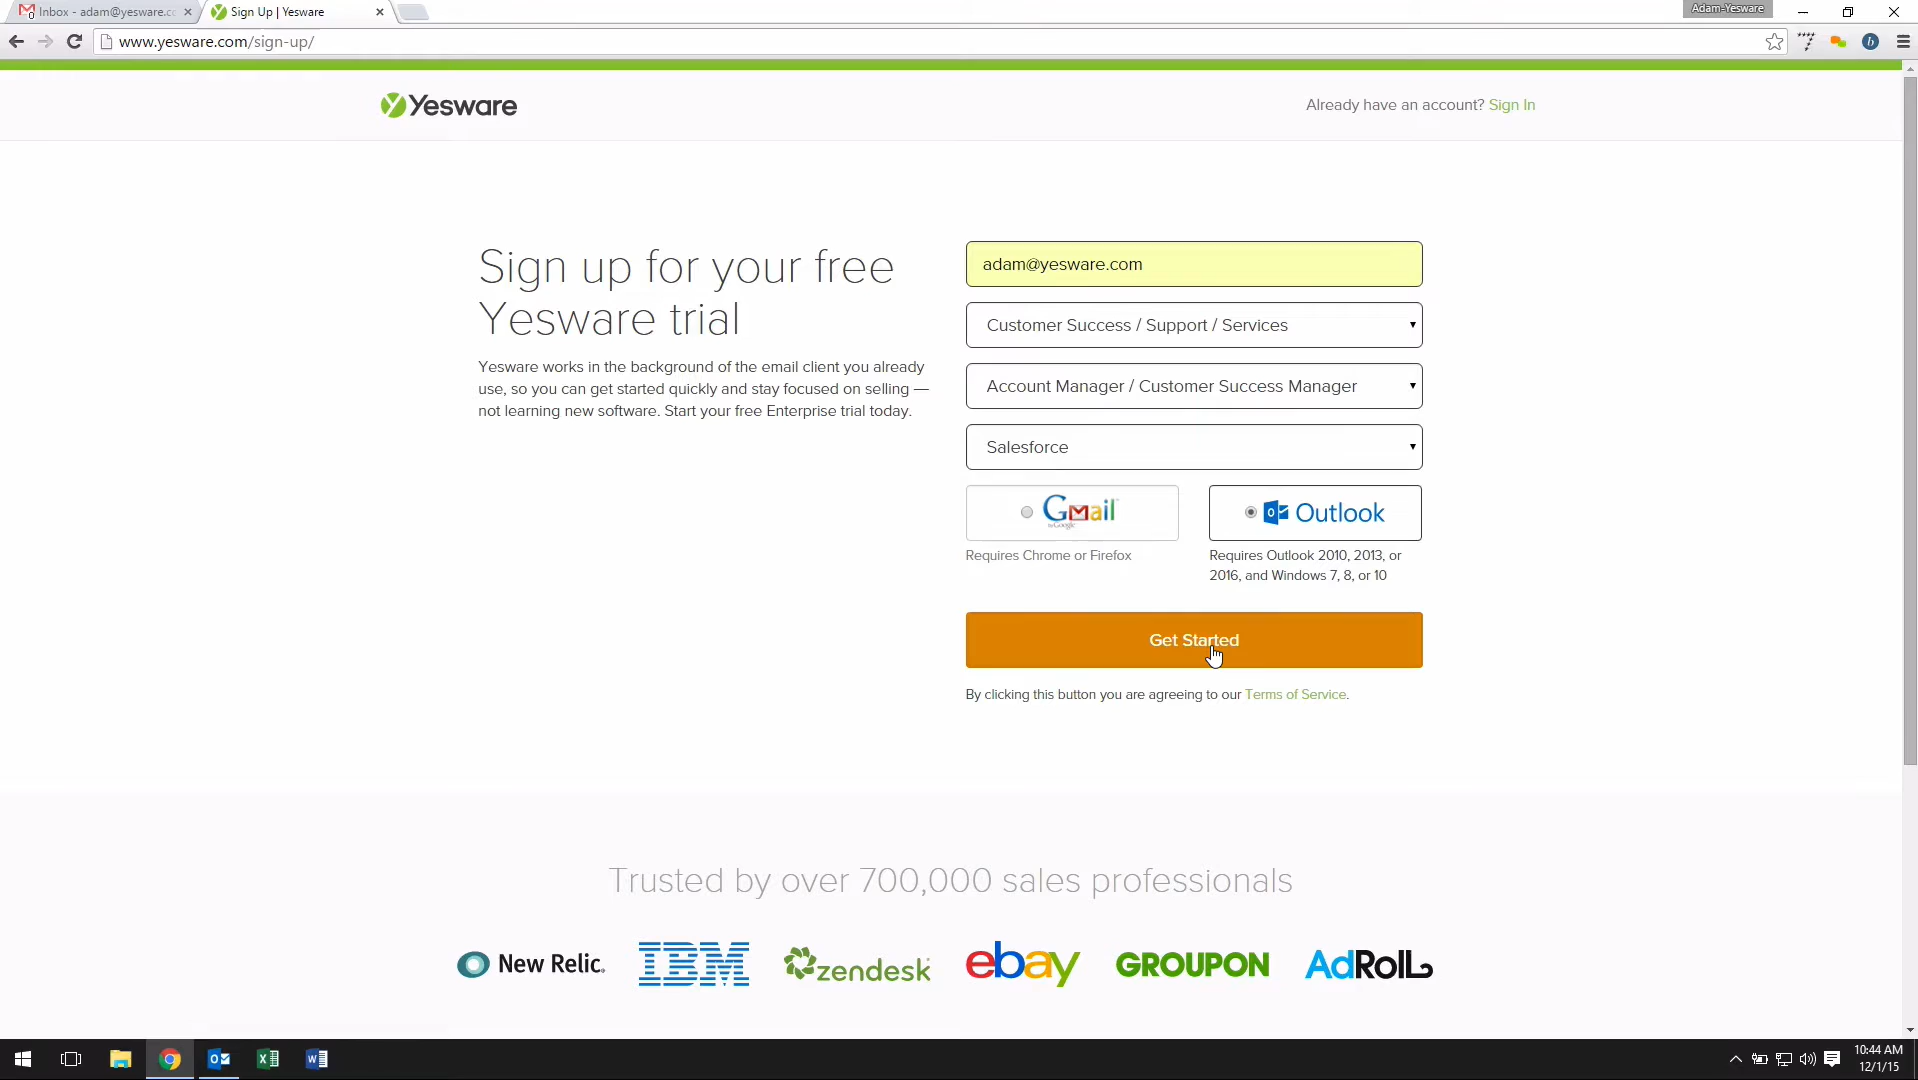 Inbox - adam@yesware.cc
Sign Up | Yesware
Adam-Yesware
www.yesware.com/sign-up/
Yesware
Already have an account? Sign In
Sign up for your free
Yesware trial
Yesware works in the background of the email client you already
use, so you can get started quickly and stay focused on selling —
not learning new software. Start your free Enterprise trial today.
adam@yesware.com
Customer Success / Support / Services
Account Manager / Customer Success Manager
Salesforce
Gmail
Outlook
Requires Chrome or Firefox
Requires Outlook 2010, 2013, or
2016, and Windows 7, 8, or 10
Get Started
By clicking this button you are agreeing to our Terms of Service.
Trusted by over 700,000 sales professionals
New Relic.
IBM
zendesk
ebay
GROUPON
AdRoll
10:44 AM
12/1/15